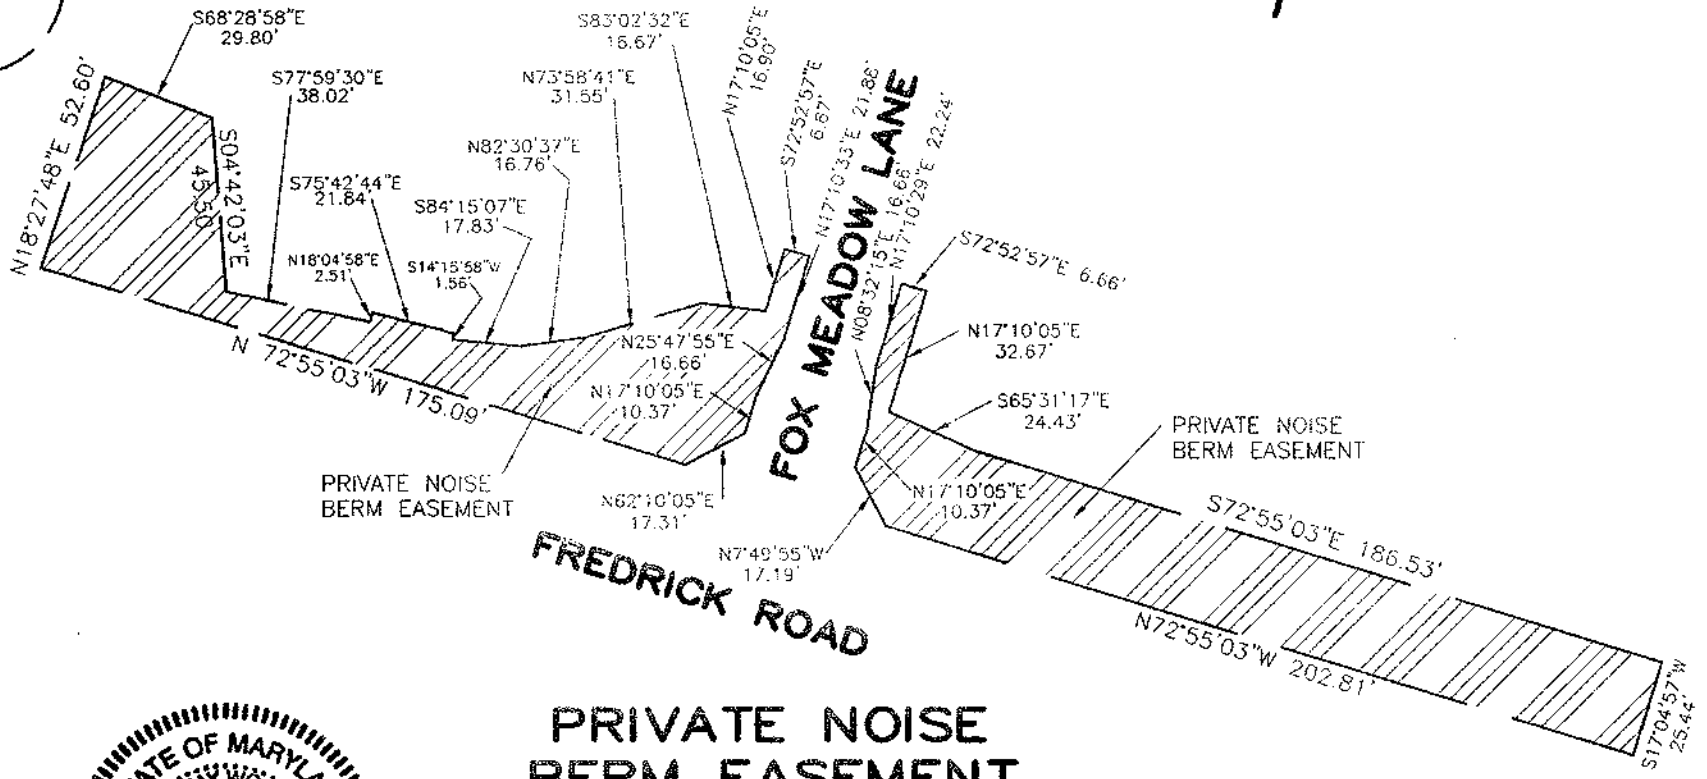 S68°28'58"E
29.80'
S77°59'30"E
38.02'
N18°27'48"E 52.60'
S04°42'03"E
45.50
S75°42'44"E
21.84'
N18°04'58"E
2.51'
S84°15'07"E
17.83'
S14°15'58"W
1.56'
N82°30'37"E
16.76'
N73°58'41"E
31.55'
S83°02'32"E
16.67'
N17°10'05"E
16.90'
S72°52'57"E
6.87'
N17°10'33"E 21.86'
FOX MEADOW LANE
N08°32'15"E 16.66'
N17°10'29"E 22.24'
S72°52'57"E 6.66'
N17°10'05"E
32.67'
S65°31'17"E
24.43'
PRIVATE NOISE
BERM EASEMENT
N25°47'55"E
16.66'
N17°10'05"E
10.37'
N 72°55'03"W 175.09'
PRIVATE NOISE
BERM EASEMENT
N62°10'05"E
17.31'
N17°10'05"E
10.37'
N7°49'55"W
17.19'
S72°55'03"E 186.53'
N72°55'03"W 202.81'
S17°04'57"W
25.44'
FREDRICK ROAD
PRIVATE NOISE
BERM EASEMENT